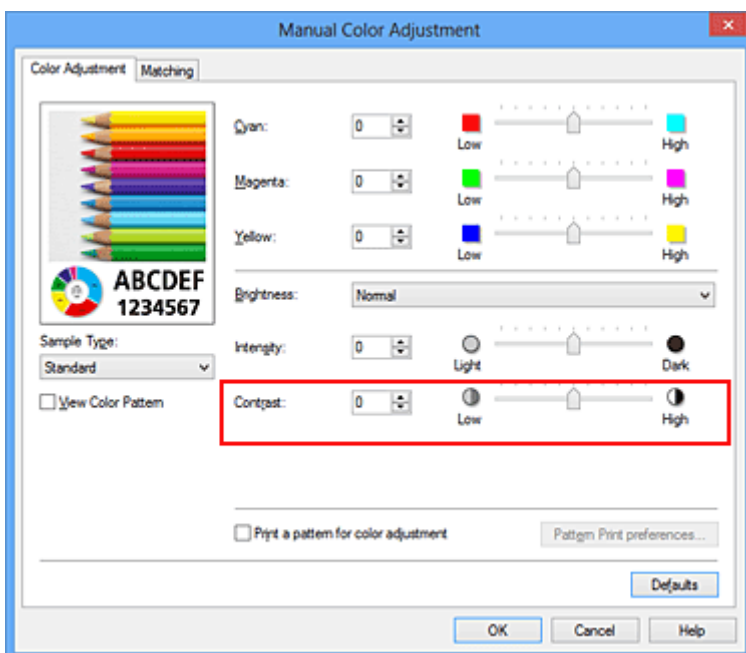 Manual Color Adjustment
Color Adjustment Matching
Cyan: 0 Low High
Magenta: 0 Low High
Yellow: 0 Low High
ABCDEF
1234567
Brightness: Normal
Sample Type:
Standard
Intensity: 0 Light Dark
View Color Pattern
Contrast: 0 Low High
Print a pattern for color adjustment Pattern Print preferences...
Defaults
OK Cancel Help